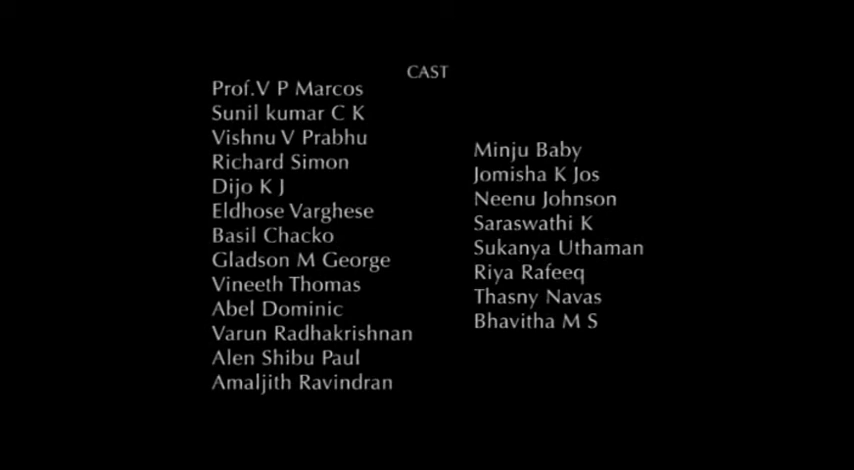 CAST
Prof.V P Marcos
Sunil kumar C K
Vishnu V Prabhu
Richard Simon
Dijo K J
Eldhose Varghese
Basil Chacko
Gladson M George
Vineeth Thomas
Abel Dominic
Varun Radhakrishnan
Alen Shibu Paul
Amaljith Ravindran
Minju Baby
Jomisha K Jos
Neenu Johnson
Saraswathi K
Sukanya Uthaman
Riya Rafeeq
Thasny Navas
Bhavitha M S